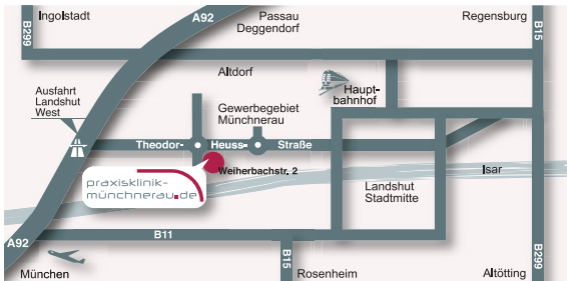 Ingolstadt
A92
Passau
Deggendorf
Regensburg
B299
B15
Altdorf
Haupt-
bahnhof
Ausfahrt
Landshut
West
Gewerbegebiet
Münchnerau
Theodor- Heuss- Straße
Weiherbachstr. 2
praxisklinik-
münchnerau.de
Isar
Landshut
Stadtmitte
A92
B11
München
B15
Rosenheim
B299
Altötting